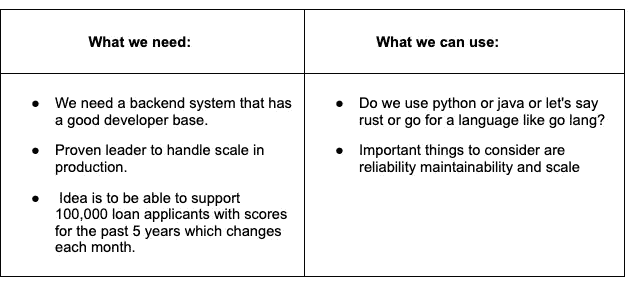 What we need:
What we can use:
● We need a backend system that has
a good developer base.
● Proven leader to handle scale in
production.
● Idea is to be able to support
100,000 loan applicants with scores
for the past 5 years which changes
each month.
● Do we use python or java or let's say
rust or go for a language like go lang?
● Important things to consider are
reliability maintainability and scale